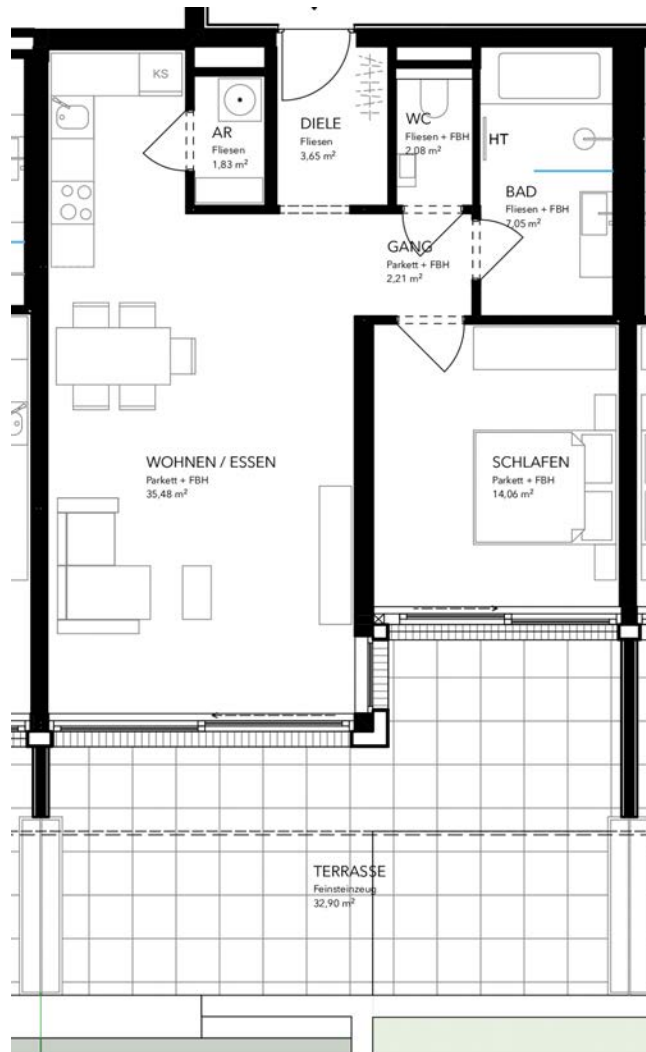 KS
AR
Fliesen
1,83 m²
DIELE
Fliesen
3,65 m²
WC
Fliesen + FBH
2,08 m²
HT
BAD
Fliesen + FBH
7,05 m²
GANG
Parkett + FBH
2,21 m²
WOHNEN / ESSEN
Parkett + FBH
35,48 m²
SCHLAFEN
Parkett + FBH
14,06 m²
TERRASSE
Feinsteinzeug
32,90 m²